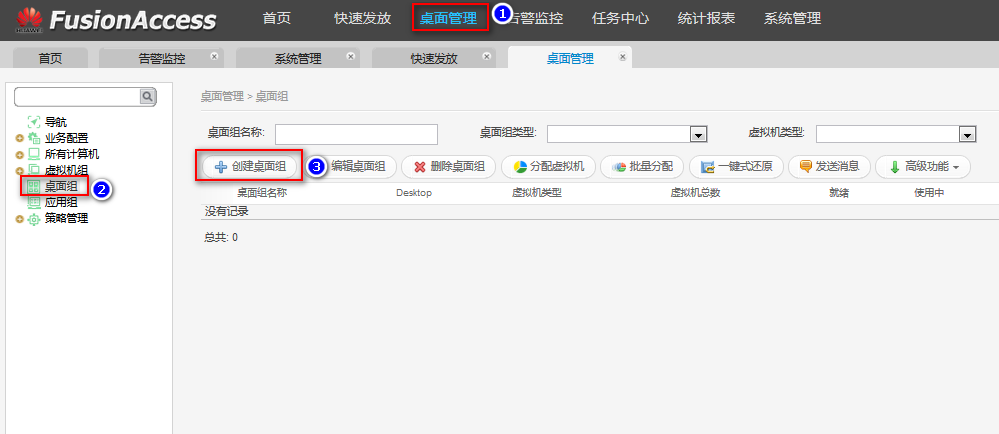 HUAWEI FusionAccess 首页 快速发放 桌面管理 1 告警监控 任务中心 统计报表 系统管理
首页 告警监控 系统管理 快速发放 桌面管理
导航
业务配置
所有计算机
虚拟机组
桌面组 2
应用组
策略管理
桌面管理 > 桌面组
桌面组名称: 桌面组类型: 虚拟机类型:
创建桌面组 3 编辑桌面组 删除桌面组 分配虚拟机 批量分配 一键式还原 发送消息 高级功能
桌面组名称 Desktop 虚拟机类型 虚拟机总数 就绪 使用中
没有记录
总共: 0